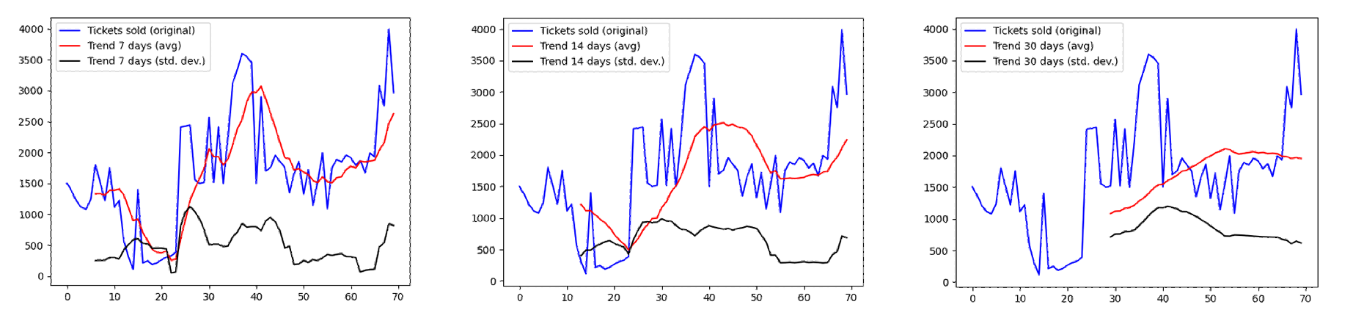 Tickets sold (original)
Trend 7 days (avg)
Trend 7 days (std. dev.)
4000
3500
3000
2500
2000
1500
1000
500
0
0 10 20 30 40 50 60 70
Tickets sold (original)
Trend 14 days (avg)
Trend 14 days (std. dev.)
4000
3500
3000
2500
2000
1500
1000
500
0
0 10 20 30 40 50 60 70
Tickets sold (original)
Trend 30 days (avg)
Trend 30 days (std. dev.)
4000
3500
3000
2500
2000
1500
1000
500
0
0 10 20 30 40 50 60 70